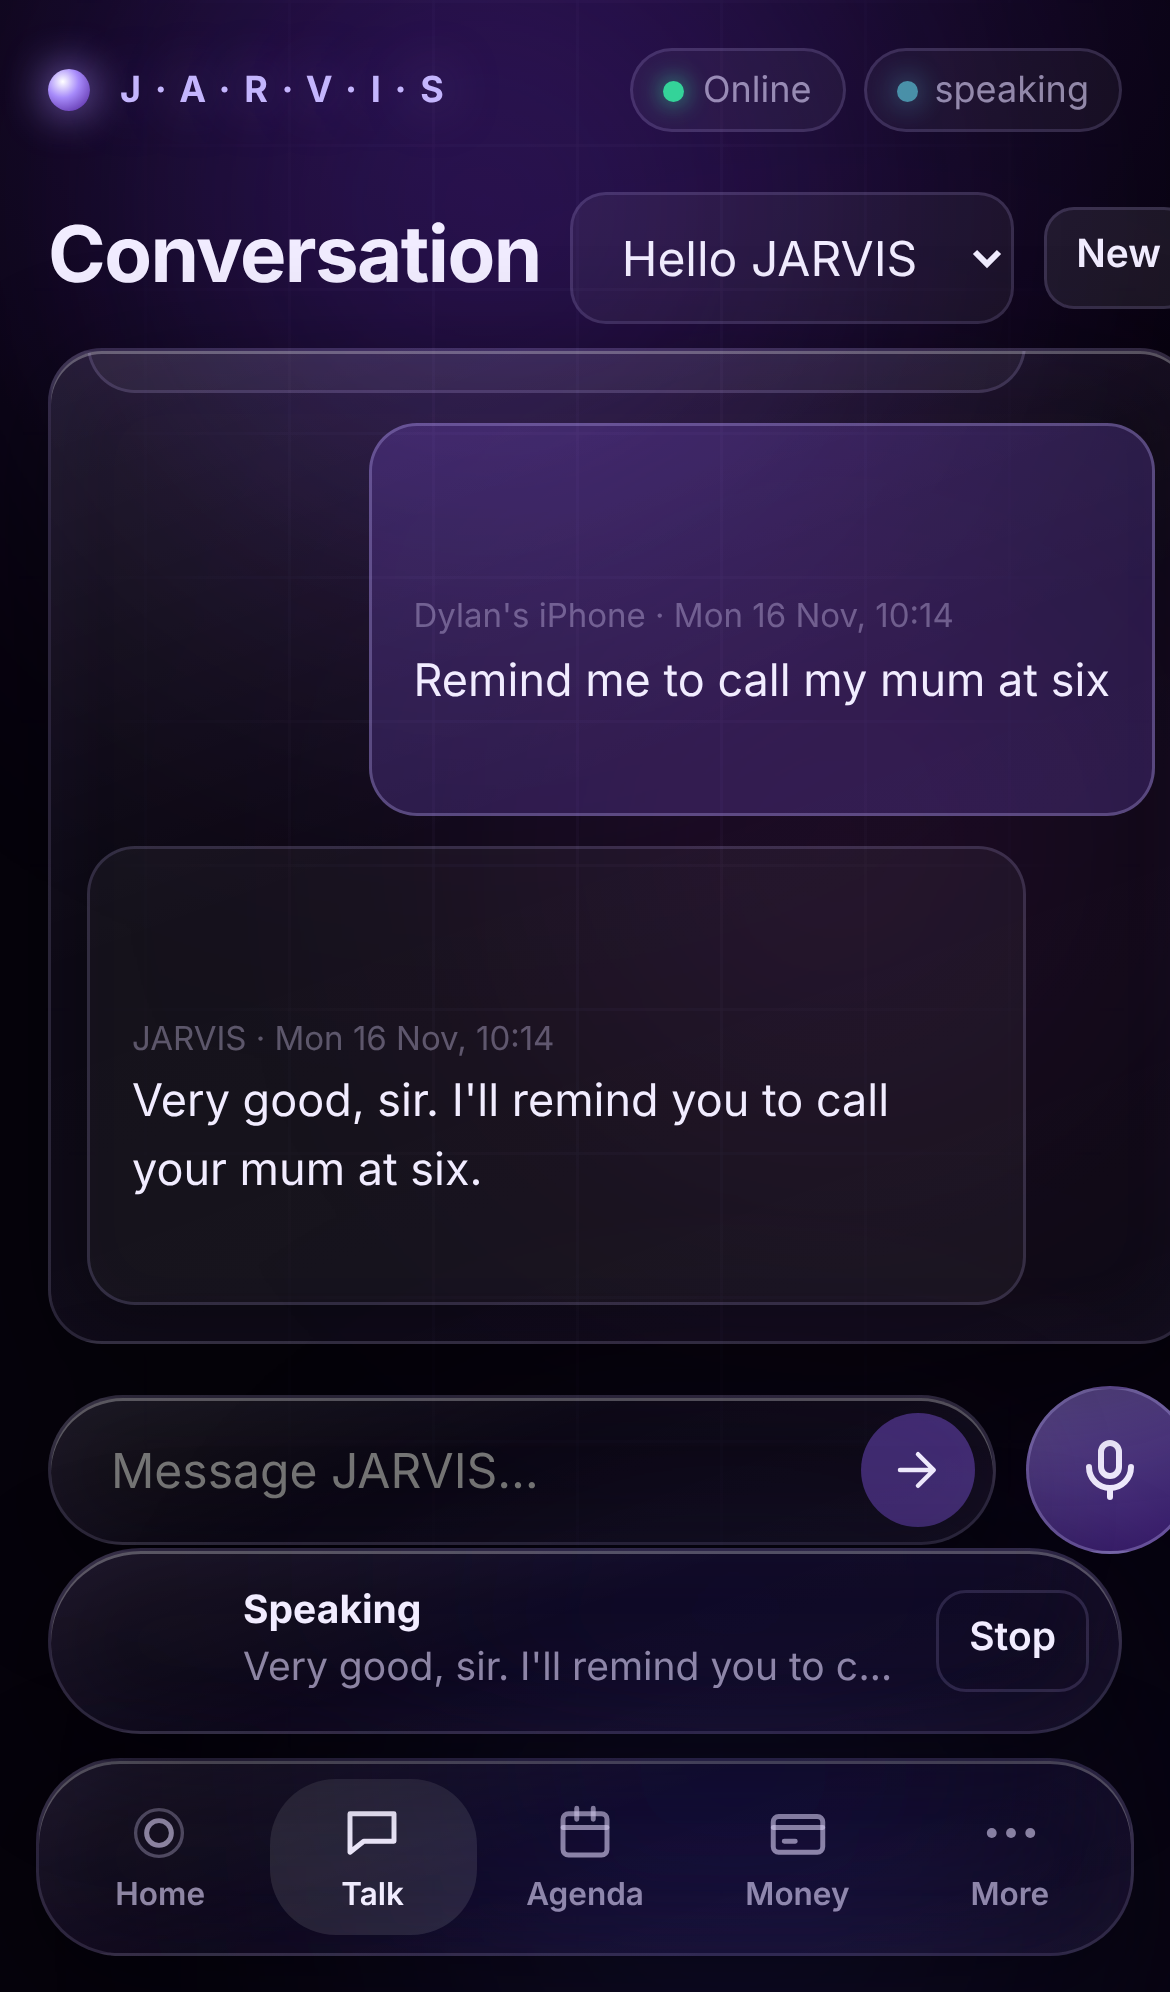 J·A·R·V·I·S
Online
speaking
Conversation
Hello JARVIS
New
Dylan's iPhone · Mon 16 Nov, 10:14
Remind me to call my mum at six
JARVIS · Mon 16 Nov, 10:14
Very good, sir. I'll remind you to call
your mum at six.
Message JARVIS...
Speaking
Very good, sir. I'll remind you to c...
Stop
Home
Talk
Agenda
Money
More